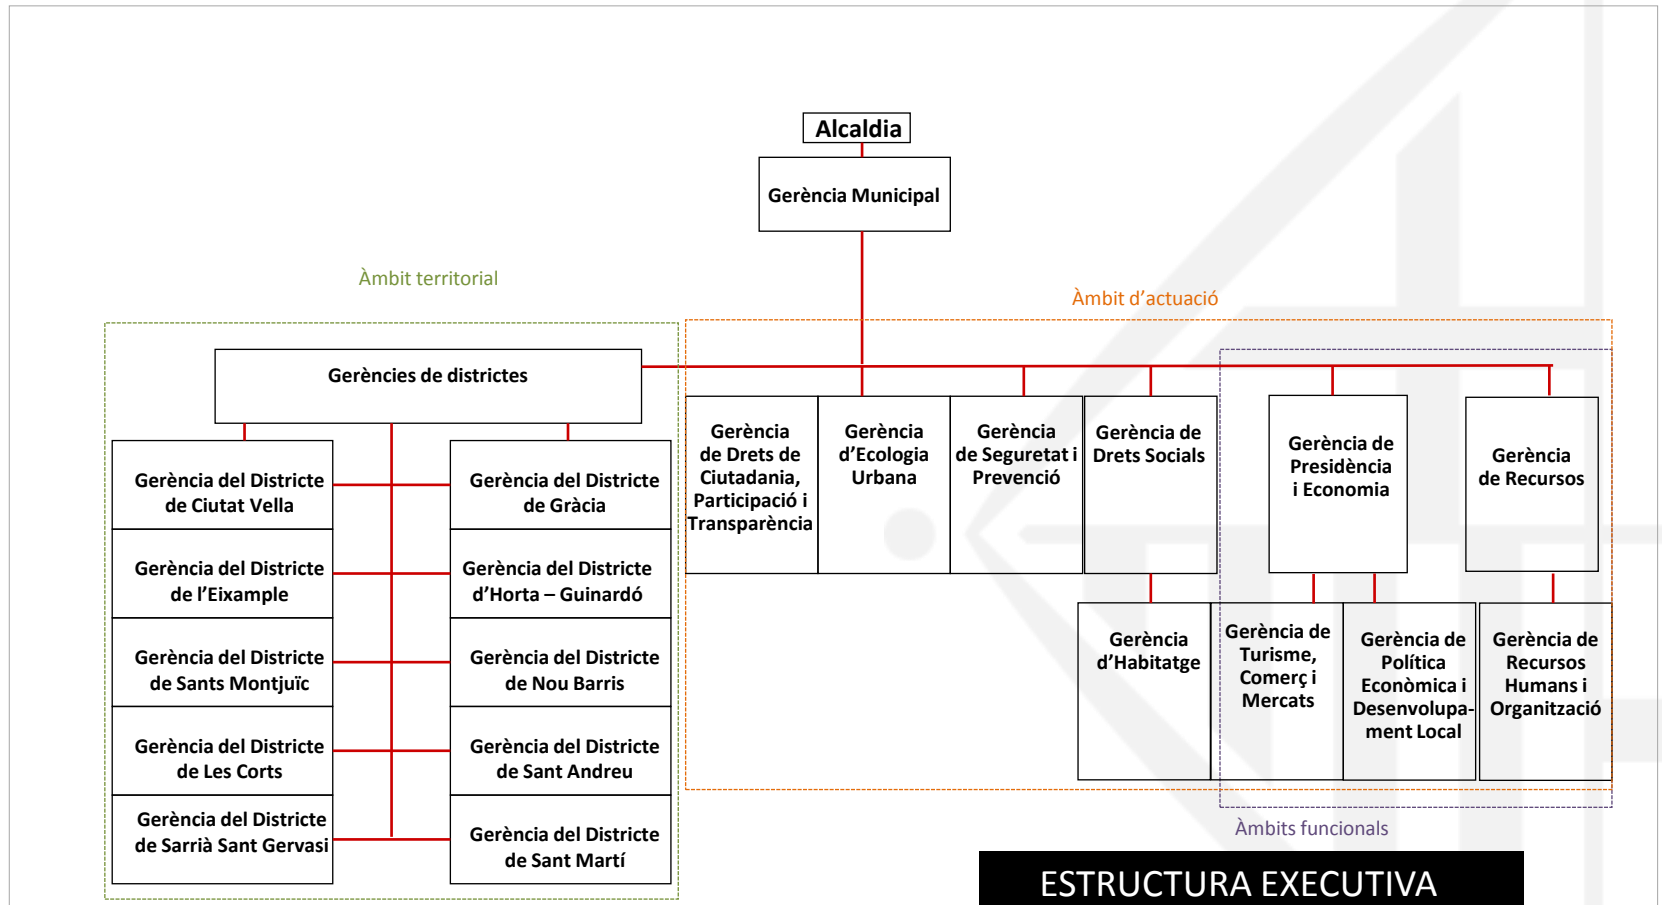 Alcaldia
Gerència Municipal
Àmbit territorial
Àmbit d’actuació
Gerències de districtes
Gerència del Districte
de Ciutat Vella
Gerència del Districte
de Gràcia
Gerència del Districte
de l’Eixample
Gerència del Districte
d’Horta – Guinardó
Gerència del Districte
de Sants Montjuïc
Gerència del Districte
de Nou Barris
Gerència del Districte
de Les Corts
Gerència del Districte
de Sant Andreu
Gerència del Districte
de Sarrià Sant Gervasi
Gerència del Districte
de Sant Martí
Gerència
de Drets de
Ciutadania,
Participació i
Transparència
Gerència
d’Ecologia
Urbana
Gerència
de Seguretat i
Prevenció
Gerència de
Drets Socials
Gerència de
Presidència
i Economia
Gerència
de Recursos
Gerència
d’Habitatge
Gerència de
Turisme,
Comerç i
Mercats
Gerència de
Política
Econòmica i
Desenvolupa-
ment Local
Gerència de
Recursos
Humans i
Organització
Àmbits funcionals
ESTRUCTURA EXECUTIVA